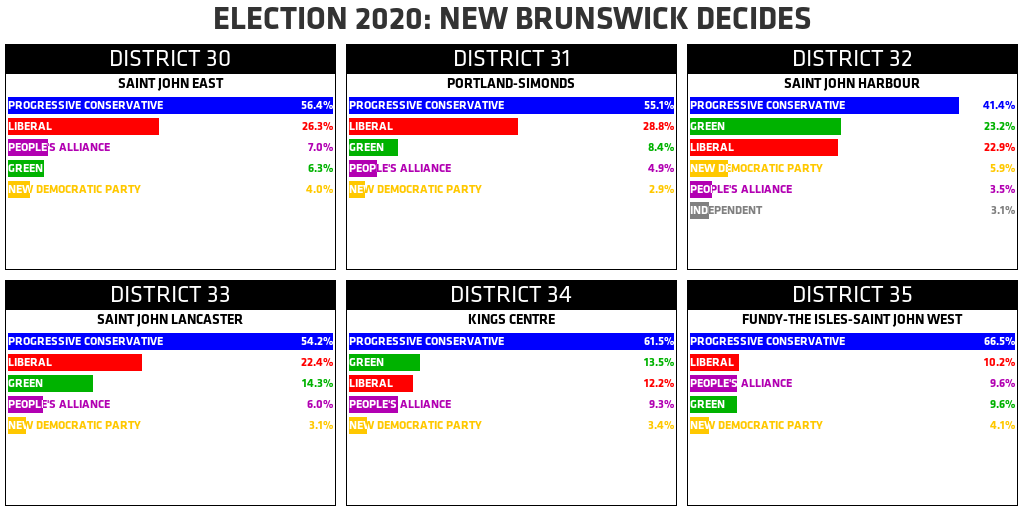 ELECTION 2020: NEW BRUNSWICK DECIDES
DISTRICT 30
SAINT JOHN EAST
PROGRESSIVE CONSERVATIVE 56.4%
LIBERAL 26.3%
PEOPLE'S ALLIANCE 7.0%
GREEN 6.3%
NEW DEMOCRATIC PARTY 4.0%
DISTRICT 31
PORTLAND-SIMONDS
PROGRESSIVE CONSERVATIVE 55.1%
LIBERAL 28.8%
GREEN 8.4%
PEOPLE'S ALLIANCE 4.9%
NEW DEMOCRATIC PARTY 2.9%
DISTRICT 32
SAINT JOHN HARBOUR
PROGRESSIVE CONSERVATIVE 41.4%
GREEN 23.2%
LIBERAL 22.9%
NEW DEMOCRATIC PARTY 5.9%
PEOPLE'S ALLIANCE 3.5%
INDEPENDENT 3.1%
DISTRICT 33
SAINT JOHN LANCASTER
PROGRESSIVE CONSERVATIVE 54.2%
LIBERAL 22.4%
GREEN 14.3%
PEOPLE'S ALLIANCE 6.0%
NEW DEMOCRATIC PARTY 3.1%
DISTRICT 34
KINGS CENTRE
PROGRESSIVE CONSERVATIVE 61.5%
GREEN 13.5%
LIBERAL 12.2%
PEOPLE'S ALLIANCE 9.3%
NEW DEMOCRATIC PARTY 3.4%
DISTRICT 35
FUNDY-THE ISLES-SAINT JOHN WEST
PROGRESSIVE CONSERVATIVE 66.5%
LIBERAL 10.2%
PEOPLE'S ALLIANCE 9.6%
GREEN 9.6%
NEW DEMOCRATIC PARTY 4.1%